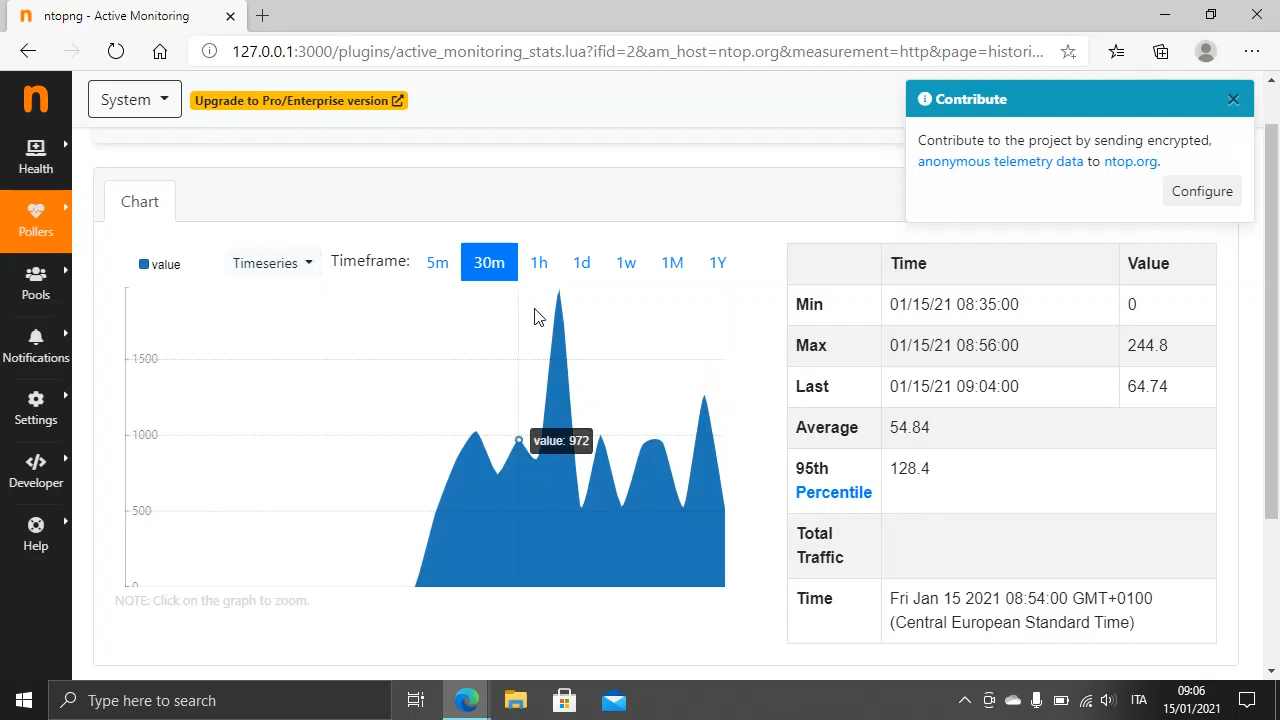 ntopng - Active Monitoring
127.0.0.1:3000/plugins/active_monitoring_stats.lua?ifid=2&am_host=ntop.org&measurement=http&page=histori...
n
System
Upgrade to Pro/Enterprise version
Contribute
Contribute to the project by sending encrypted,
anonymous telemetry data to ntop.org.
Configure
Health
Pollers
Pools
Notifications
Settings
Developer
Help
Chart
value
Timeseries
Timeframe:
5m
30m
1h
1d
1w
1M
1Y
1500
1000
500
0
value: 972
NOTE: Click on the graph to zoom.
Time Value
Min 01/15/21 08:35:00 0
Max 01/15/21 08:56:00 244.8
Last 01/15/21 09:04:00 64.74
Average 54.84
95th Percentile 128.4
Total Traffic
Time Fri Jan 15 2021 08:54:00 GMT+0100
(Central European Standard Time)
Type here to search
ITA
09:06
15/01/2021